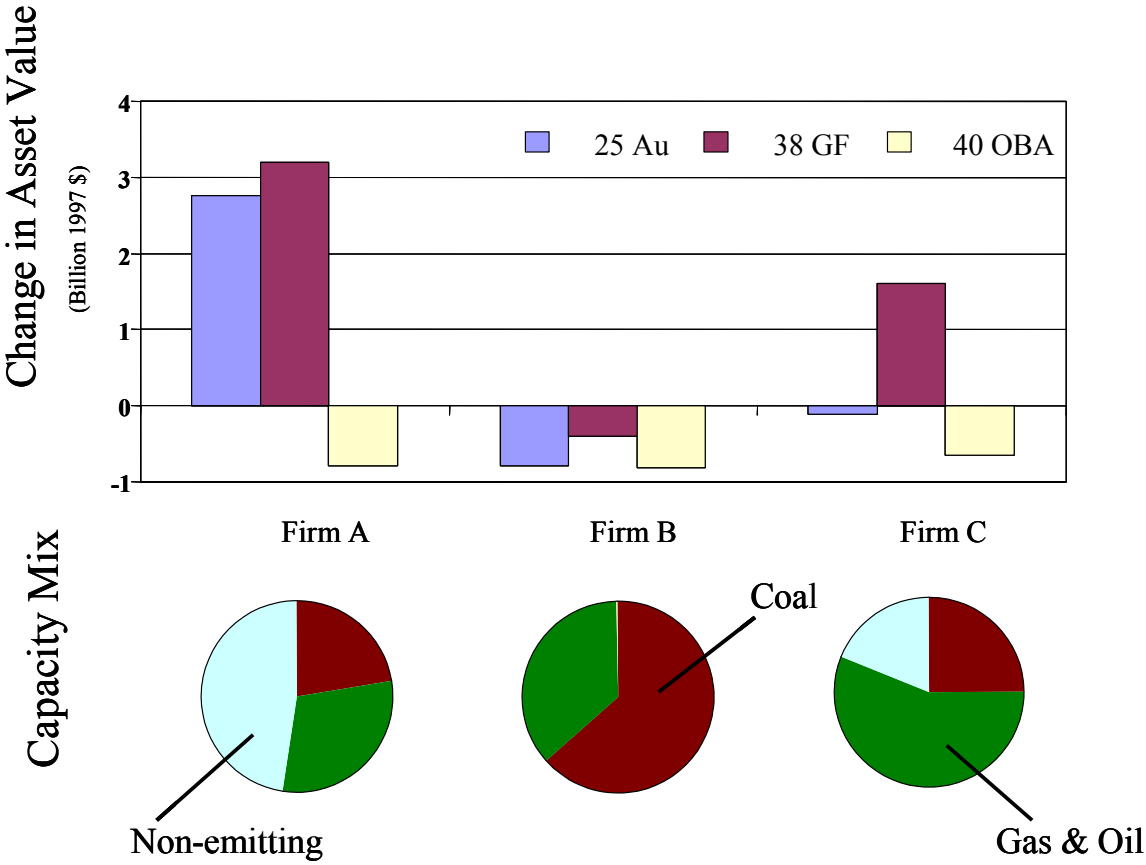 Change in Asset Value
(Billion 1997 $)
4
3
2
1
0
-1
25 Au 38 GF 40 OBA
Firm A Firm B Firm C
Capacity Mix
Coal
Non-emitting
Gas & Oil